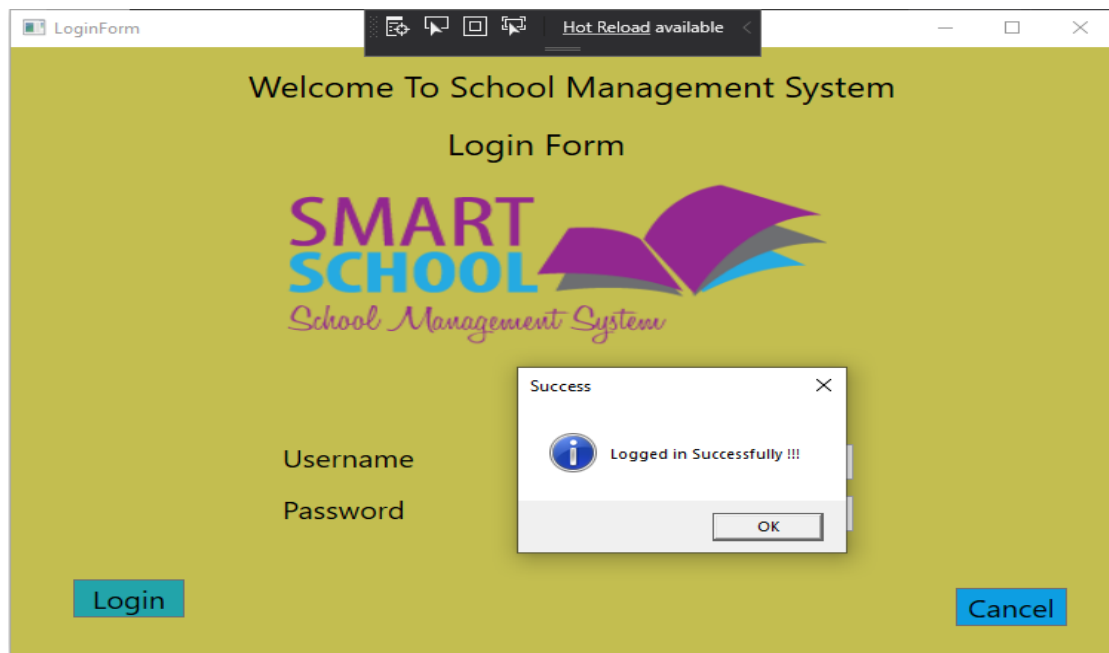 LoginForm
Hot Reload available
Welcome To School Management System
Login Form
SMART
SCHOOL
School Management System
Success
Logged in Successfully !!!
Username
Password
OK
Login
Cancel